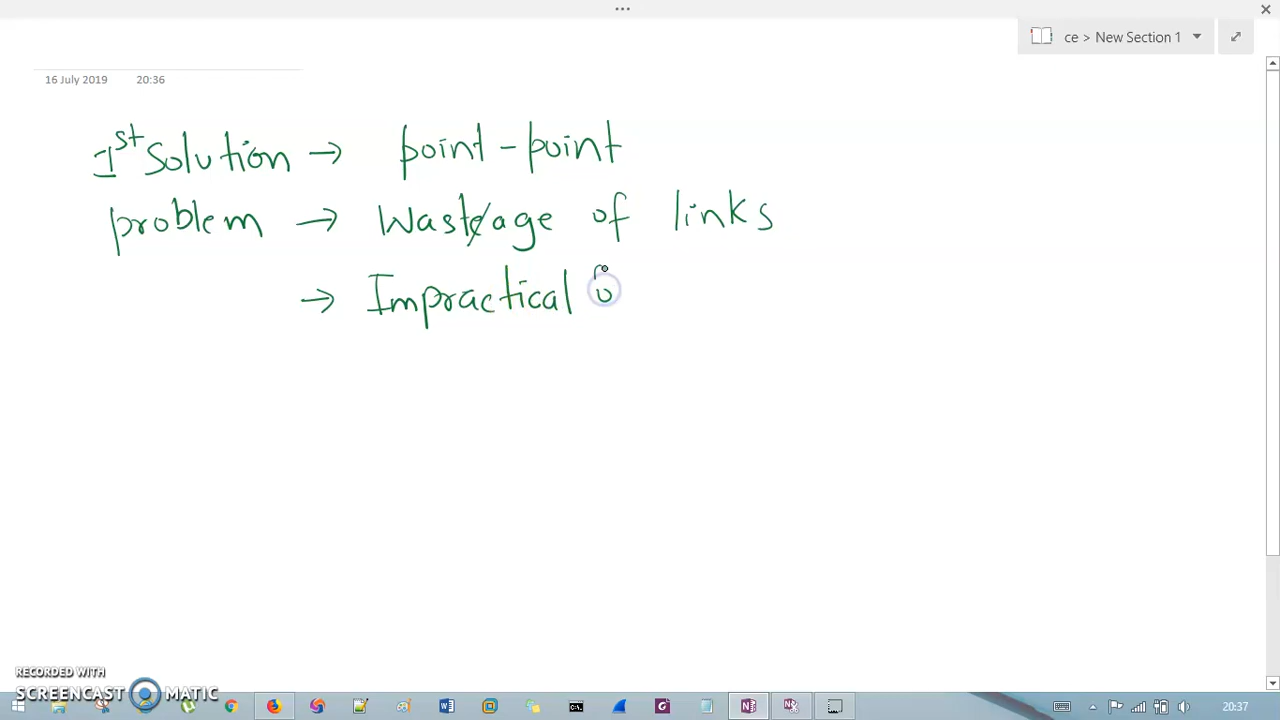 ...
ce > New Section 1
16 July 2019 20:36
1st Solution → point-point
problem → Wastage of links
→ Impractical
RECORDED WITH
SCREENCAST MATIC
20:37